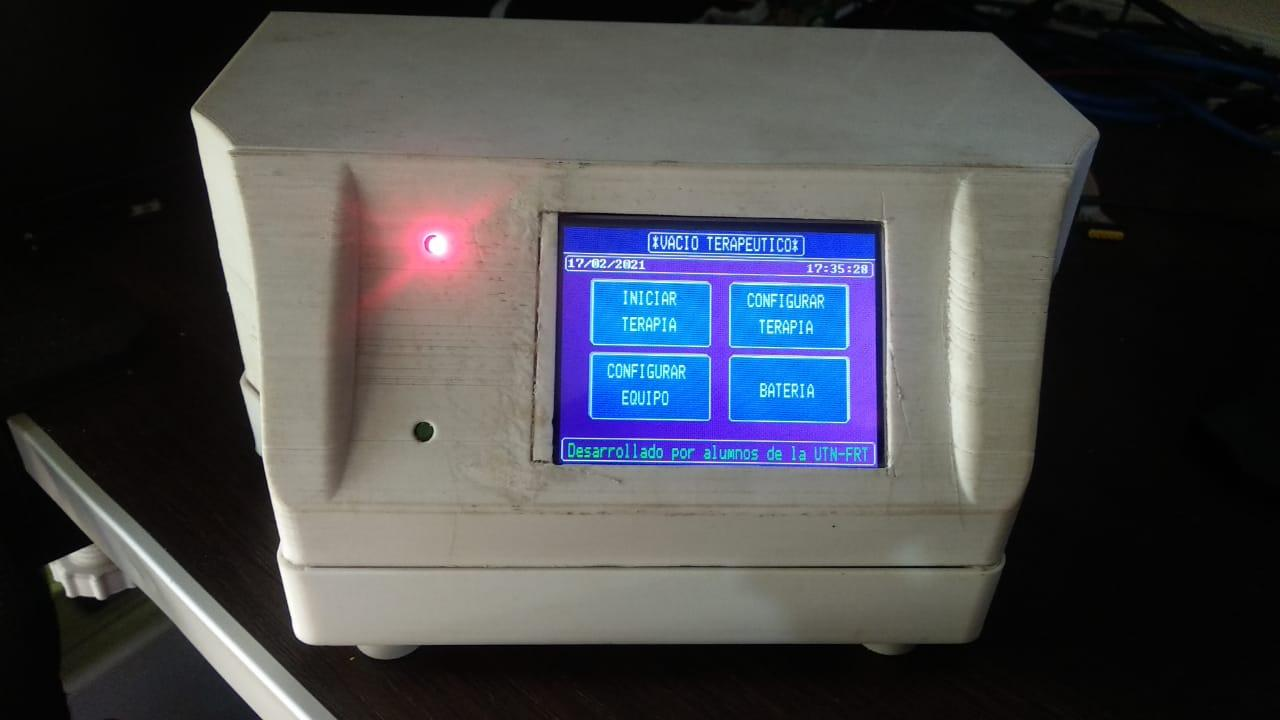 *VACIO TERAPEUTICO*
17/02/2021 17:35:28
INICIAR
TERAPIA
CONFIGURAR
TERAPIA
CONFIGURAR
EQUIPO
BATERIA
Desarrollado por alumnos de la UTN-FRT